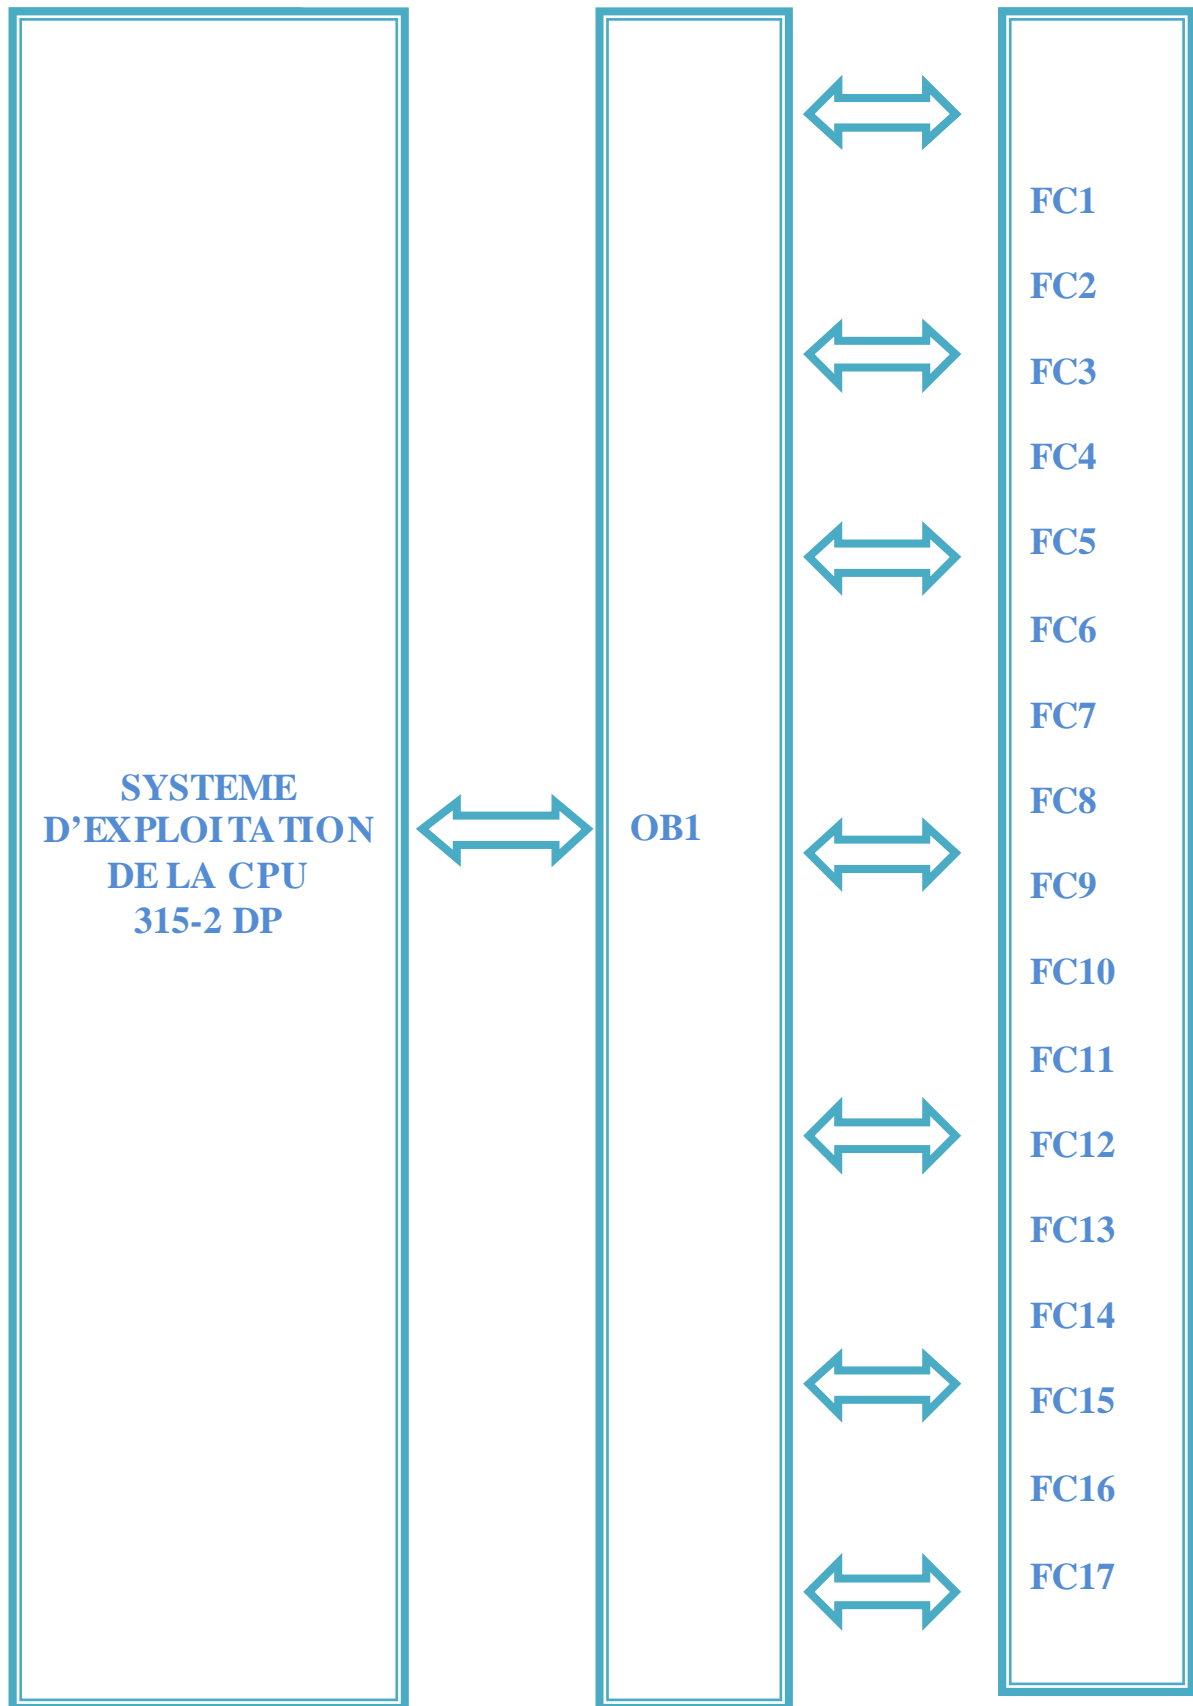 SYSTEME
D’EXPLOITATION
DE LA CPU
315-2 DP
OB1
FC1
FC2
FC3
FC4
FC5
FC6
FC7
FC8
FC9
FC10
FC11
FC12
FC13
FC14
FC15
FC16
FC17